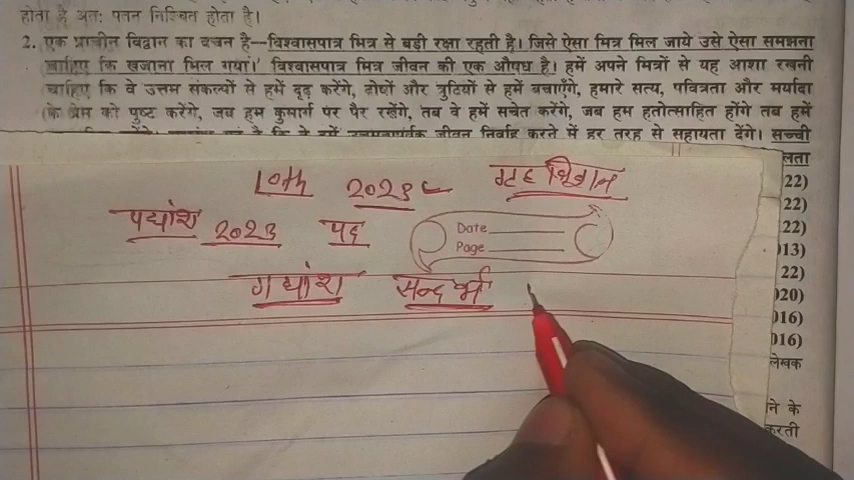 होता है अतः पतन निश्चित होता है।
2. एक प्राचीन विद्वान का वचन है—विश्वासपात्र मित्र से बड़ी रक्षा रहती है। जिसे ऐसा मित्र मिल जाये उसे ऐसा समझना
चाहिए कि खजाना मिल गया।' विश्वासपात्र मित्र जीवन की एक औषध है। हमें अपने मित्रों से यह आशा रखनी
चाहिए कि वे उत्तम संकल्पों से हमें दृढ़ करेंगे, दोषों और त्रुटियों से हमें बचाएँगे, हमारे सत्य, पवित्रता और मर्यादा
के प्रेम को पुष्ट करेंगे, जब हम कुमार्ग पर पैर रखेंगे, तब वे हमें सचेत करेंगे, जब हम हतोत्साहित होंगे तब हमें
जीवन निर्वाह करने में हर तरह से सहायता देंगे। सच्ची
10th 2023 गृह विज्ञान
22)
पद्यांश 2023 पद
22)
Date
22)
Page
013)
गद्यांश सन्दर्भ
22)
020)
016)
016)
लेखक
ने के
करती